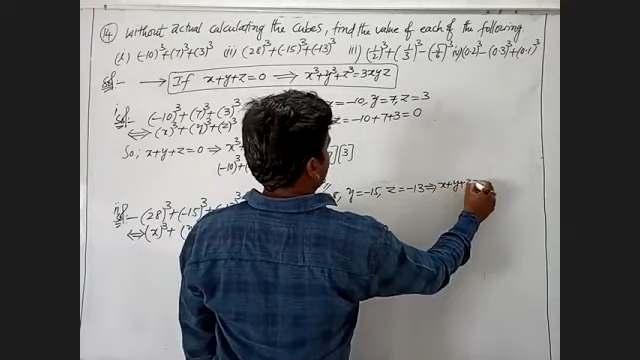 14 Without actual calculating the cubes, find the value of each of the following
(i) (-10)³+(7)³+(3)³ ii) (28)³+(-15)³+(-13)³ iii) (1/2)³+(1/3)³-(5/6)³ iv) (0.2)³-(0.3)³+(0.1)³
Sol:- → If x+y+z=0 ⟹ x³+y³+z³=3xyz
i sol:- (-10)³+(7)³+(3)³ = -10, y=7, z=3
⟺ (x)³+(y)³+(z)³ z = -10+7+3=0
So, x+y+z=0 ⟹ x³ [3]
(-10)³+
ii sol:- (28)³+(-15)³+ 8, y=-15, z=-13 ⟹ x+y+z=
⟺ (x)³+